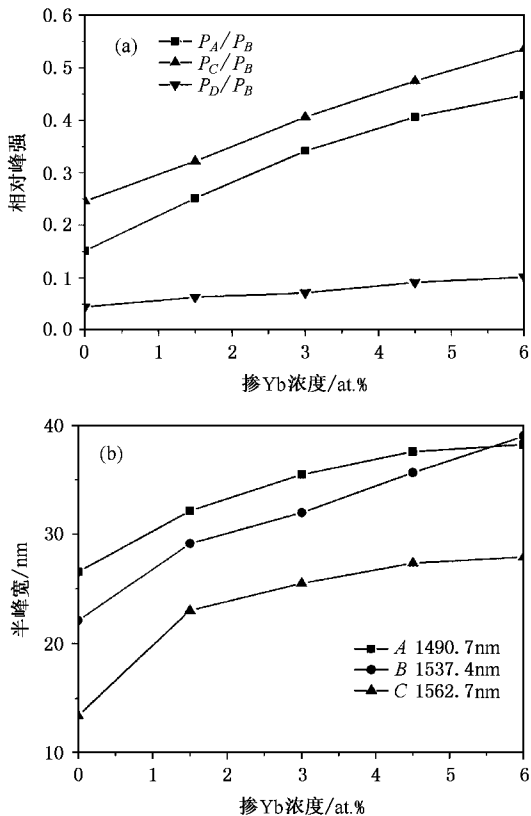 (a)
P_A/P_B
P_C/P_B
P_D/P_B
0.6
0.5
0.4
0.3
0.2
0.1
0.0
相对峰强
0 1 2 3 4 5 6
掺Yb浓度/at.%
(b)
40
30
20
10
半峰宽/nm
A 1490.7nm
B 1537.4nm
C 1562.7nm
0 1 2 3 4 5 6
掺Yb浓度/at.%